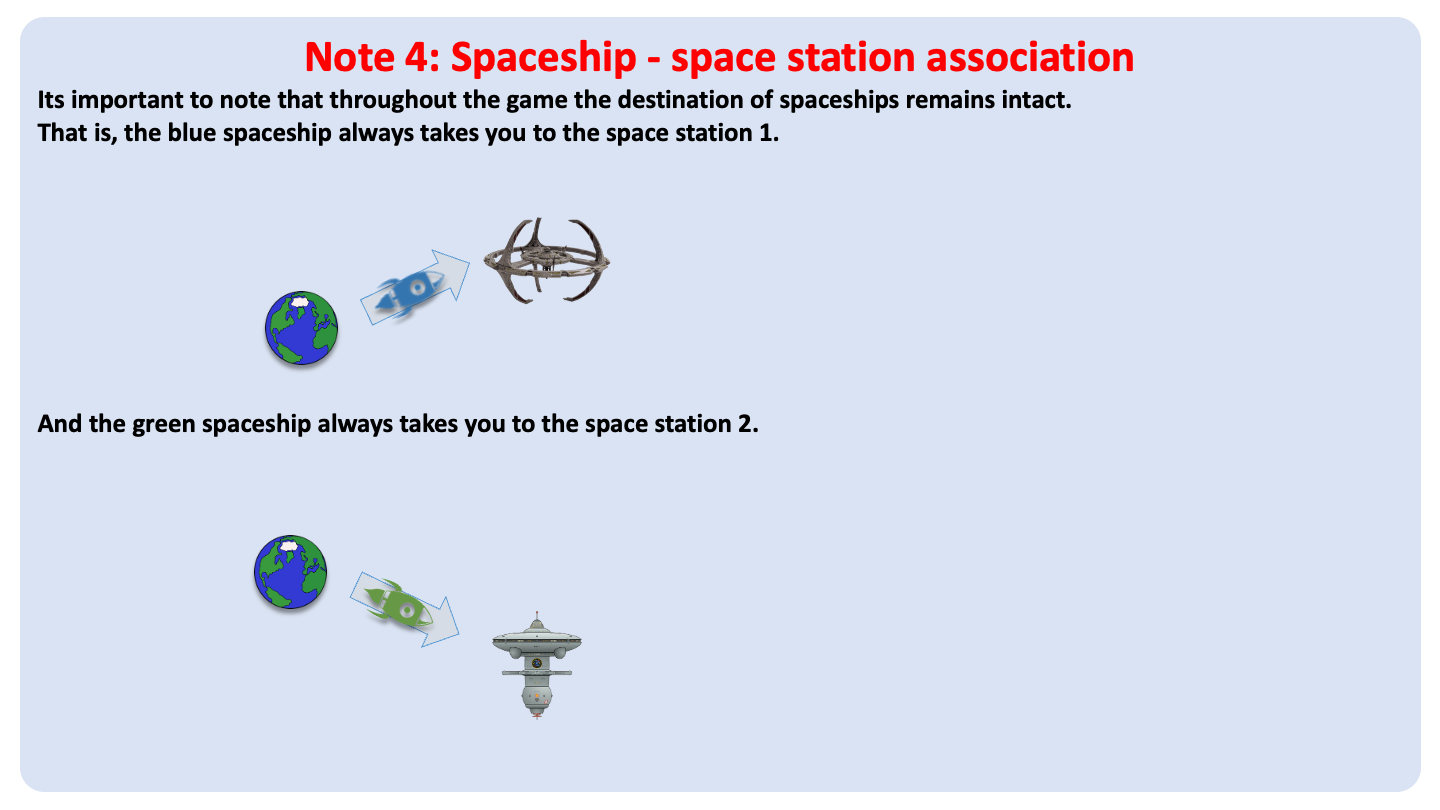 Note 4: Spaceship - space station association
Its important to note that throughout the game the destination of spaceships remains intact.
That is, the blue spaceship always takes you to the space station 1.
And the green spaceship always takes you to the space station 2.